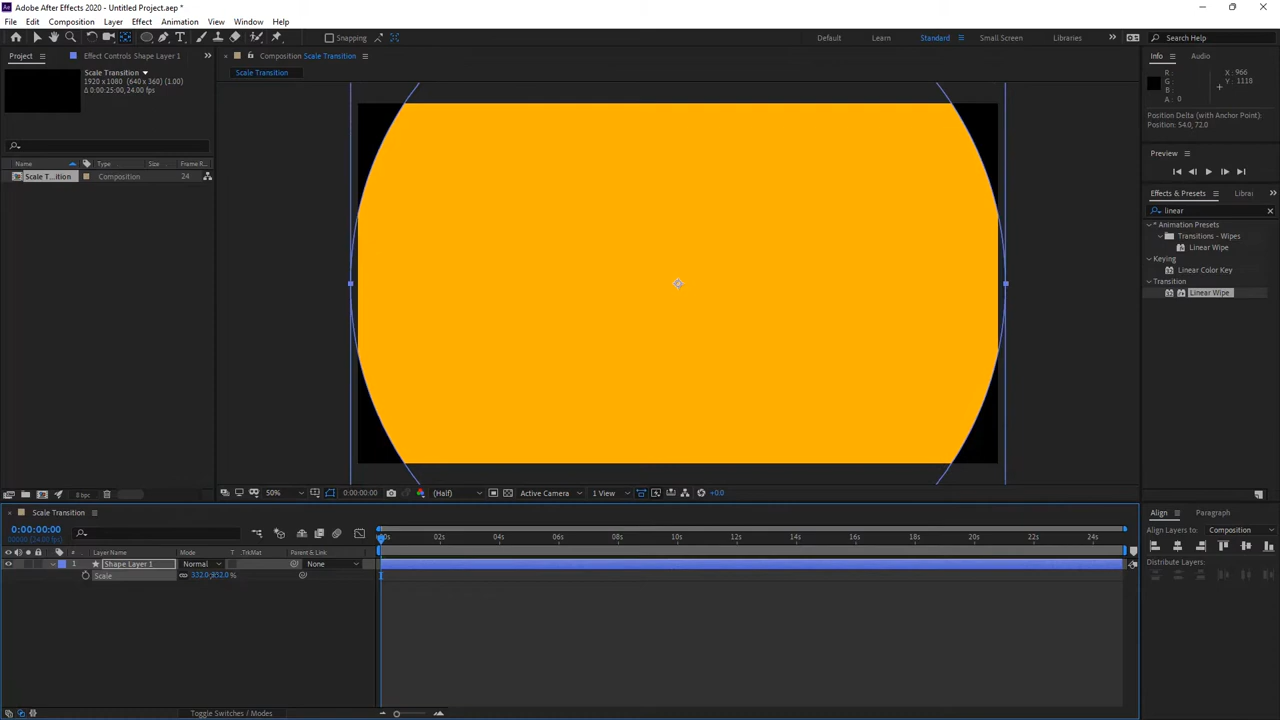 Adobe After Effects 2020 - Untitled Project.aep *
File Edit Composition Layer Effect Animation View Window Help
Snapping
Default Learn Standard Small Screen Libraries
Search Help
Project
Effect Controls Shape Layer 1
Composition Scale Transition
Scale Transition
Scale Transition
1920 x 1080 (640 x 360) (1.00)
Δ 0:00:25:00, 24.00 fps
Name Type Size Frame R...
Scale T...ition Composition 24
8 bpc
50% 0:00:00:00 (Half) Active Camera 1 View +0.0
Info Audio
R: X: 966
G: Y: 1118
B:
A: 0
Position Delta (with Anchor Point):
Position: 54.0, 72.0
Preview
Effects & Presets Librai
linear
* Animation Presets
Transitions - Wipes
Linear Wipe
Keying
Linear Color Key
Transition
Linear Wipe
Align Paragraph
Align Layers to: Composition
Distribute Layers:
Scale Transition
0:00:00:00
00000 (24.00 fps)
# Layer Name Mode T TrkMat Parent & Link
1 Shape Layer 1 Normal None
Scale
:00s 02s 04s 06s 08s 10s 12s 14s 16s 18s 20s 22s 24s
Toggle Switches / Modes